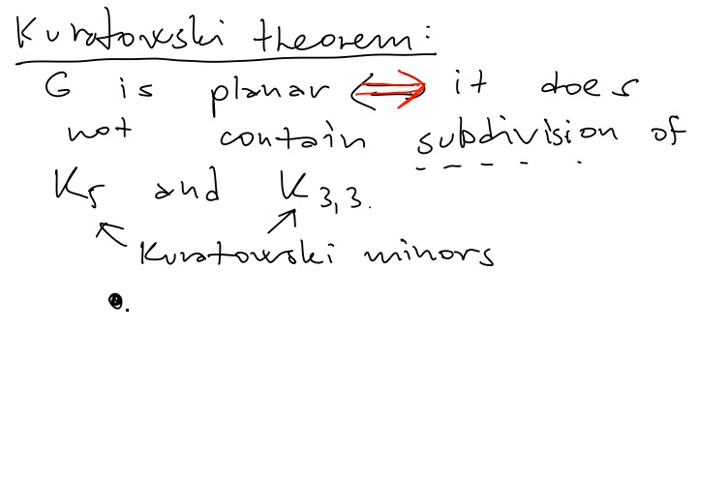 Kuratowski theorem:
G is planar ⟺ it does
not contain subdivision of
K5 and K3,3.
Kuratowski minors